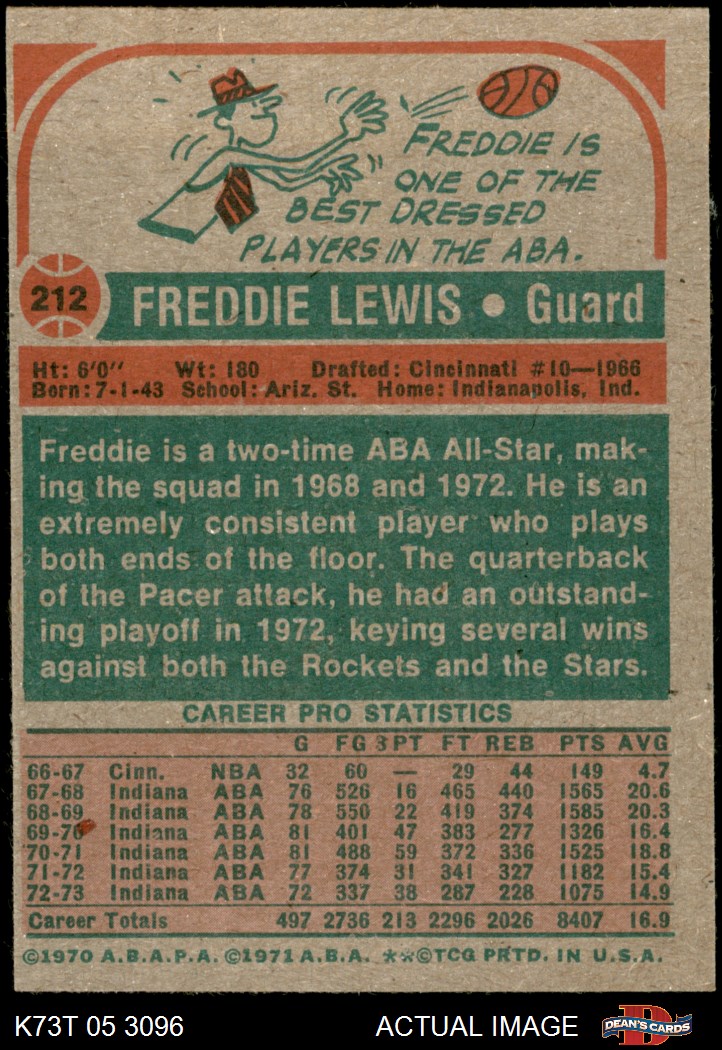 FREDDIE IS
ONE OF THE
BEST DRESSED
PLAYERS IN THE ABA.
212
FREDDIE LEWIS • Guard
Ht: 6'0" Wt: 180 Drafted: Cincinnati #10—1966
Born: 7-1-43 School: Ariz. St. Home: Indianapolis, Ind.
Freddie is a two-time ABA All-Star, mak-
ing the squad in 1968 and 1972. He is an
extremely consistent player who plays
both ends of the floor. The quarterback
of the Pacer attack, he had an outstand-
ing playoff in 1972, keying several wins
against both the Rockets and the Stars.
CAREER PRO STATISTICS
G FG 3PT FT REB PTS AVG
66-67 Cinn. NBA 32 60 — 29 44 149 4.7
67-68 Indiana ABA 76 526 16 465 440 1565 20.6
68-69 Indiana ABA 78 550 22 419 374 1585 20.3
69-70 Indiana ABA 81 401 47 383 277 1326 16.4
70-71 Indiana ABA 81 488 59 372 336 1525 18.8
71-72 Indiana ABA 77 374 31 341 327 1182 15.4
72-73 Indiana ABA 72 337 38 287 228 1075 14.9
Career Totals 497 2736 213 2296 2026 8407 16.9
©1970 A.B.A.P.A. ©1971 A.B.A. **©TCG PRTD. IN U.S.A.
K73T 05 3096 ACTUAL IMAGE DEAN'S CARDS